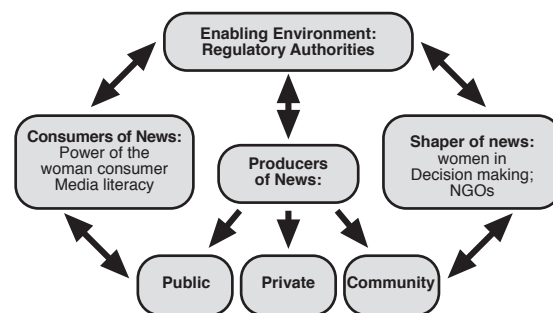 Enabling Environment:
Regulatory Authorities
Consumers of News:
Power of the
woman consumer
Media literacy
Producers
of News:
Shaper of news:
women in
Decision making;
NGOs
Public
Private
Community